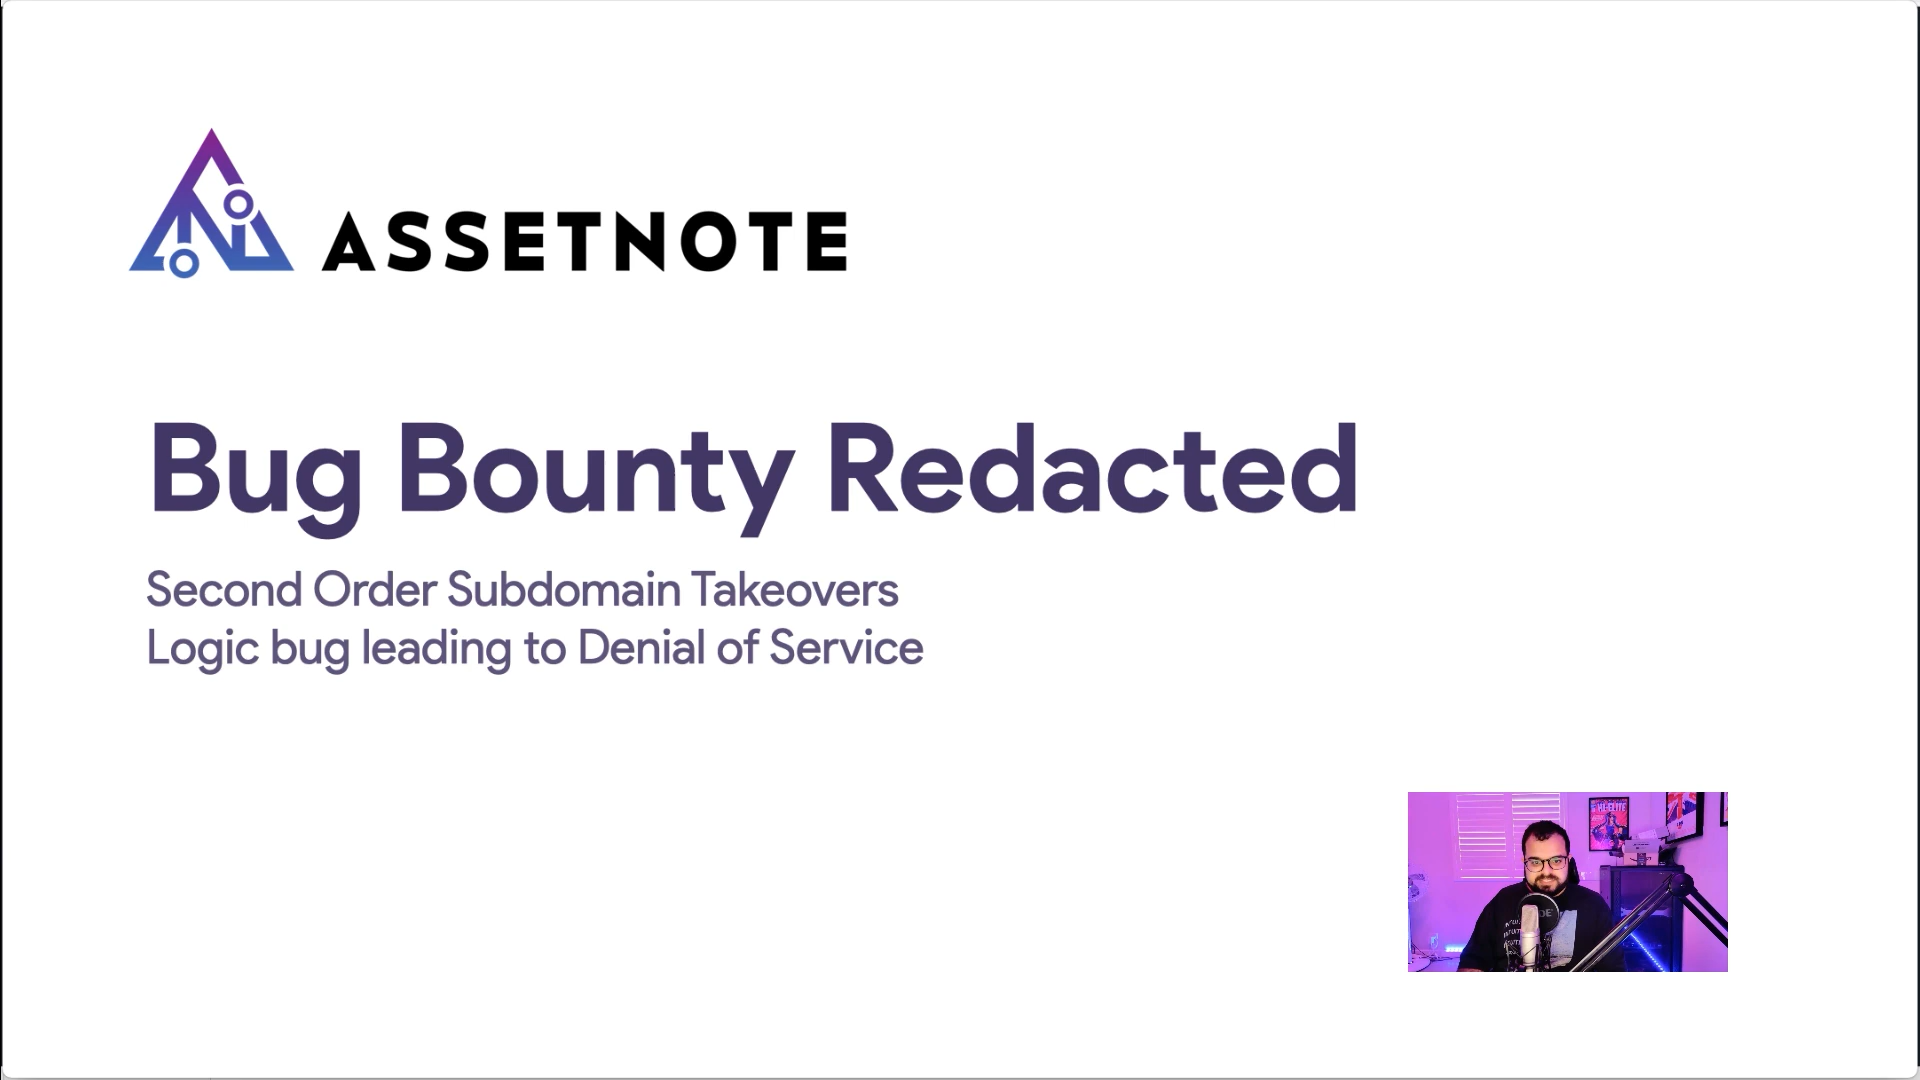 ASSETNOTE
Bug Bounty Redacted
Second Order Subdomain Takeovers
Logic bug leading to Denial of Service